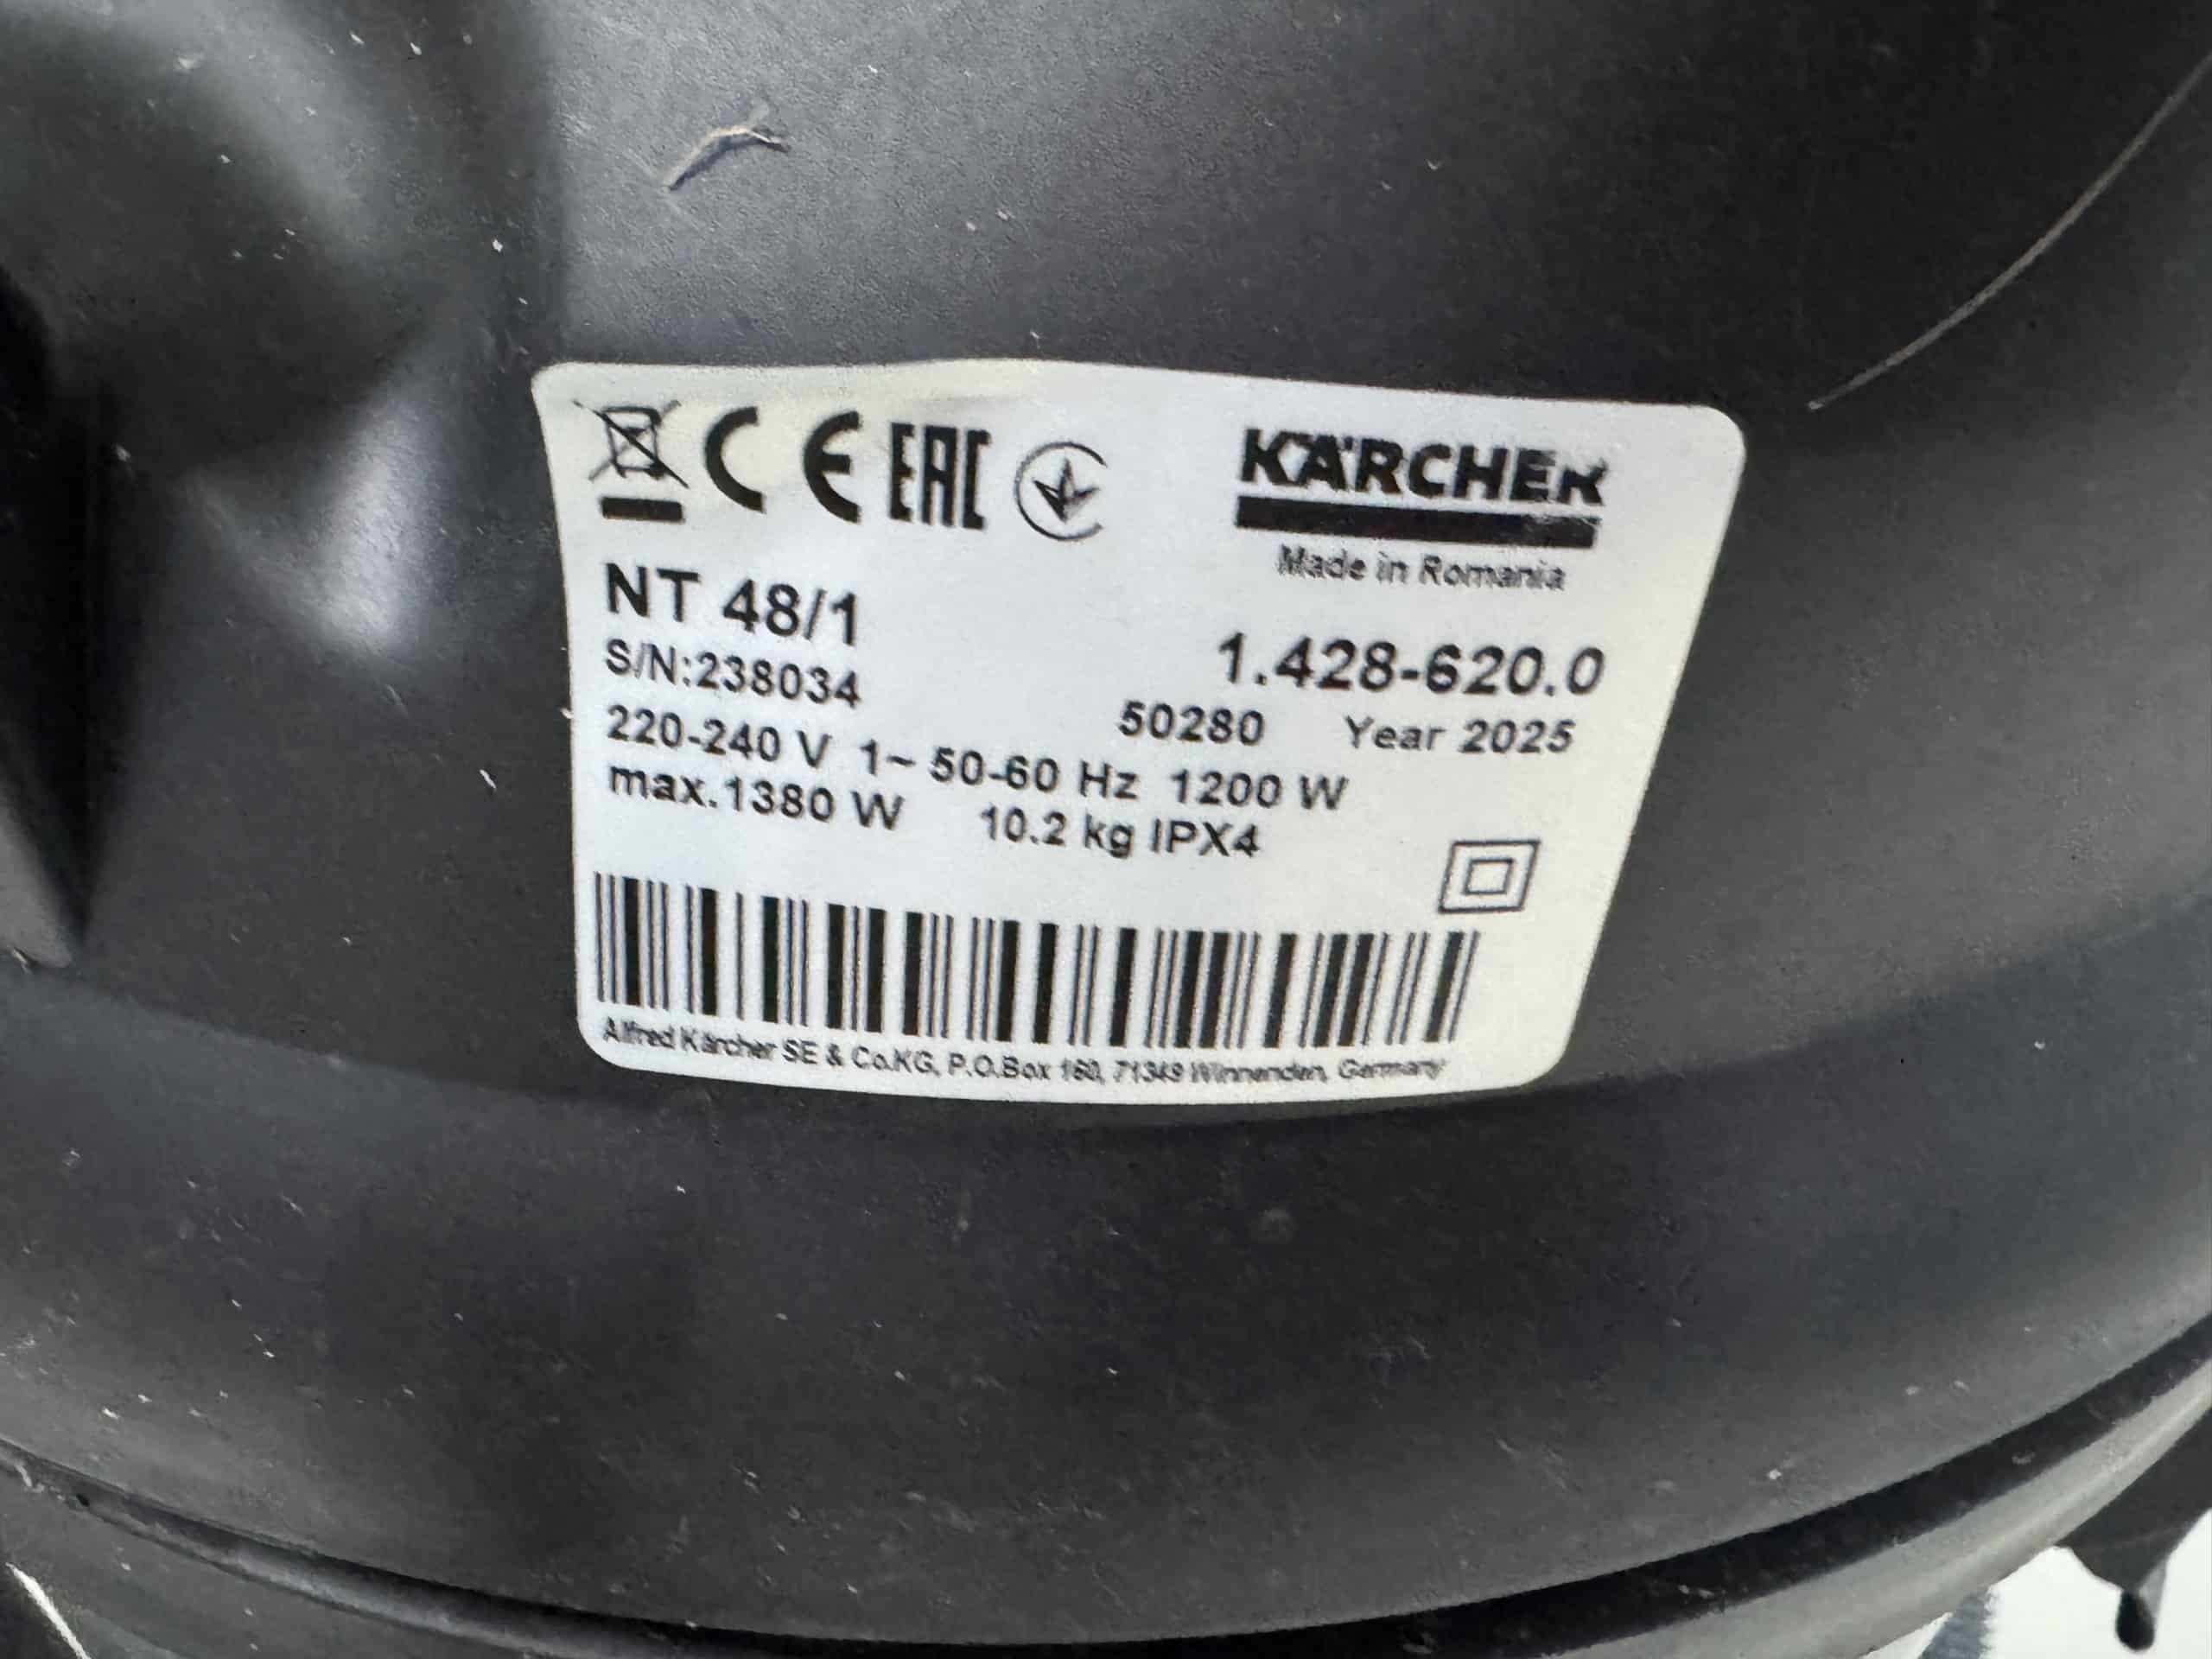 CE EAC
KÄRCHER
Made in Romania
NT 48/1
1.428-620.0
S/N:238034
50280 Year 2025
220-240 V 1~ 50-60 Hz 1200 W
max.1380 W 10.2 kg IPX4
Alfred Kärcher SE & Co.KG, P.O.Box 160, 71349 Winnenden, Germany